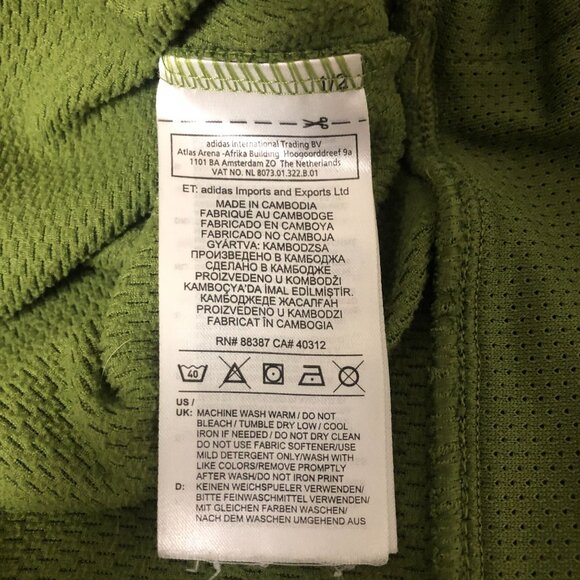 1/2
adidas International Trading BV
Atlas Arena -Afrika Building Hoogoorddreef 9a
1101 BA Amsterdam ZO The Netherlands
VAT NO. NL 8073.01.322.B.01
ET: adidas Imports and Exports Ltd
MADE IN CAMBODIA
FABRIQUÉ AU CAMBODGE
FABRICADO EN CAMBOYA
FABRICADO NO CAMBOJA
GYÁRTVA: KAMBODZSA
ПРОИЗВЕДЕНО В КАМБОДЖА
СДЕЛАНО В КАМБОДЖЕ
PROIZVEDENO U KOMBODŽI
KAMBOÇYA'DA İMAL EDİLMİŞTİR.
КАМБОДЖЕДЕ ЖАСАЛҒАН
PROIZVEDENO U KAMBODZI
FABRICAT ÎN CAMBOGIA
RN# 88387 CA# 40312
40
US /
UK: MACHINE WASH WARM / DO NOT
BLEACH / TUMBLE DRY LOW / COOL
IRON IF NEEDED / DO NOT DRY CLEAN
DO NOT USE FABRIC SOFTENER/USE
MILD DETERGENT ONLY/WASH WITH
LIKE COLORS/REMOVE PROMPTLY
AFTER WASH/DO NOT IRON PRINT
D: KEINEN WEICHSPUELER VERWENDEN/
BITTE FEINWASCHMITTEL VERWENDEN/
MIT GLEICHEN FARBEN WASCHEN/
NACH DEM WASCHEN UMGEHEND AUS